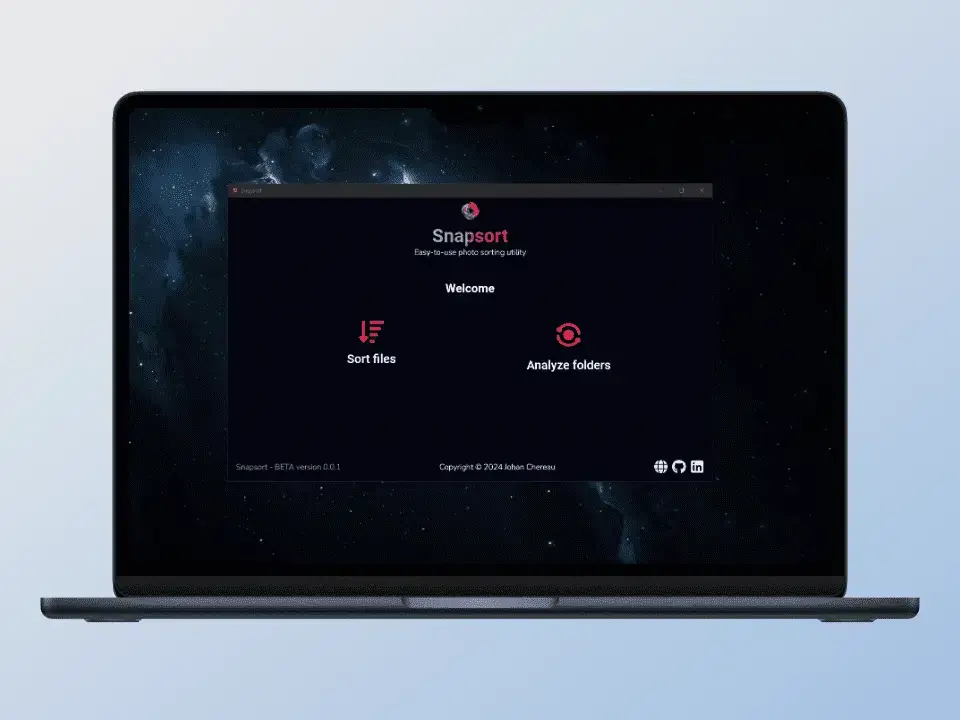 Snapsort
Snapsort
Easy-to-use photo sorting utility
Welcome
Sort files
Analyze folders
Snapsort - BETA version 0.0.1
Copyright © 2024 Johan Chereau